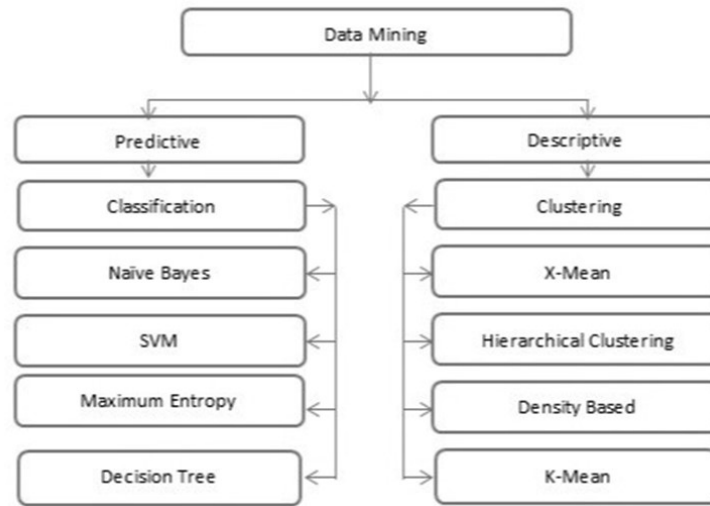 Data Mining
Predictive
Descriptive
Classification
Clustering
Naïve Bayes
X-Mean
SVM
Hierarchical Clustering
Maximum Entropy
Density Based
Decision Tree
K-Mean